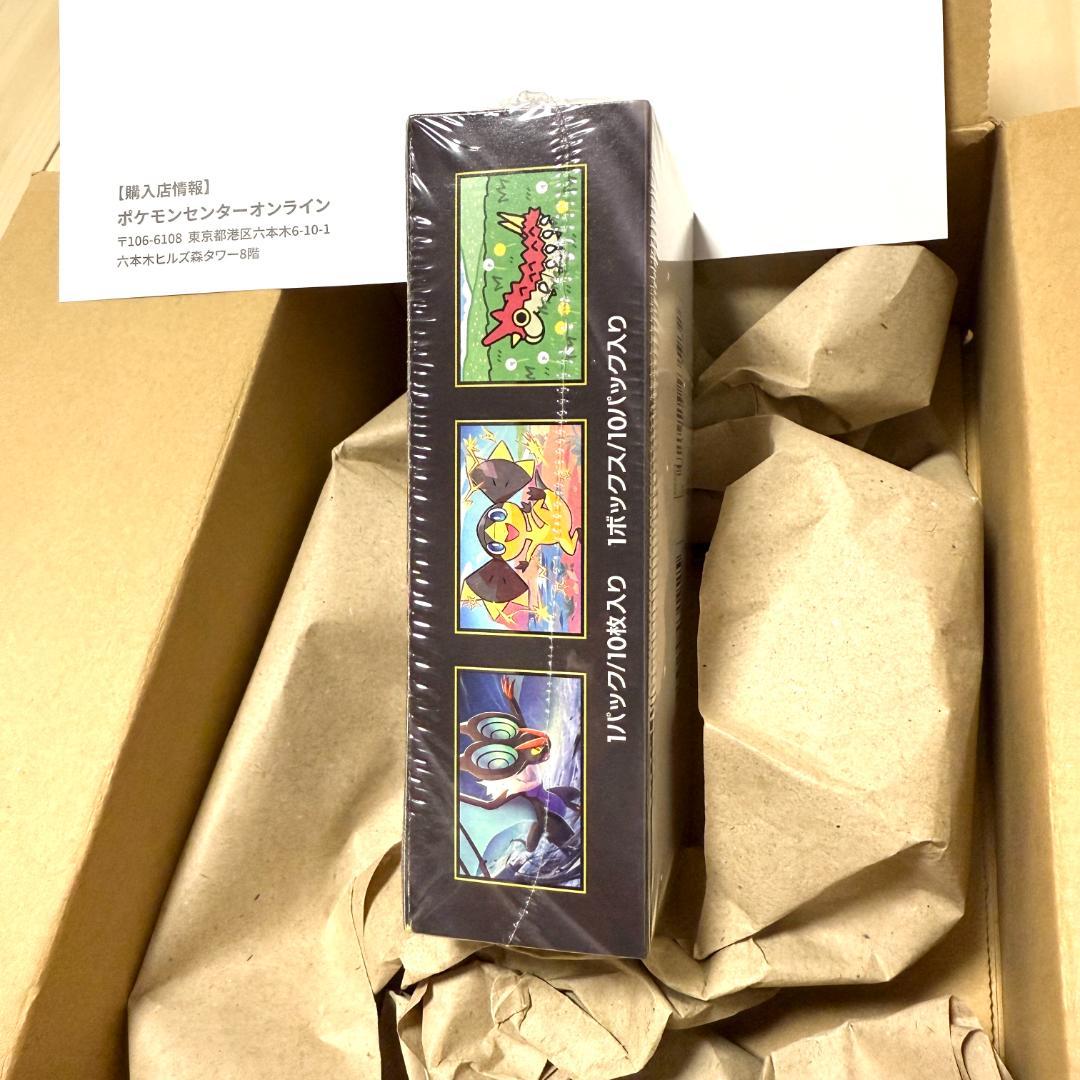 【購入店情報】
ポケモンセンターオンライン
〒106-6108 東京都港区六本木6-10-1
六本木ヒルズ森タワー8階
1パック/10枚入り 1ボックス/10パック入り